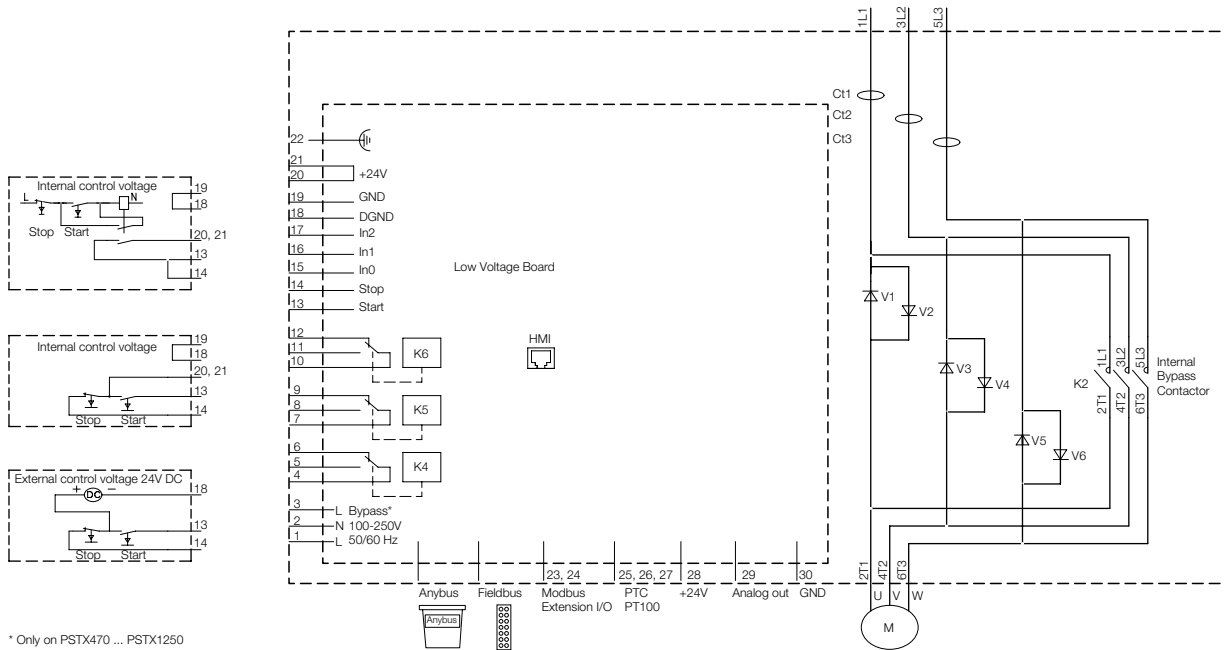 1L1
3L2
5L3
Ct1
Ct2
Ct3
22
21
20
+24V
19
GND
18
DGND
17
In2
16
In1
15
In0
14
Stop
13
Start
Low Voltage Board
HMI
12
11
10
K6
9
8
7
K5
6
5
4
K4
3
L Bypass*
2
N 100-250V
1
L 50/60 Hz
Internal control voltage
L
N
Stop
Start
19
18
20, 21
13
14
Internal control voltage
19
18
20, 21
13
14
Stop
Start
External control voltage 24V DC
+
DC
−
18
13
14
Stop
Start
V1
V2
V3
V4
V5
V6
K2
1L1
3L2
5L3
2T1
4T2
6T3
Internal
Bypass
Contactor
2T1
4T2
6T3
U
V
W
M
Anybus
Anybus
Fieldbus
23, 24
Modbus
Extension I/O
25, 26, 27
PTC
PT100
28
+24V
29
Analog out
30
GND
* Only on PSTX470 ... PSTX1250